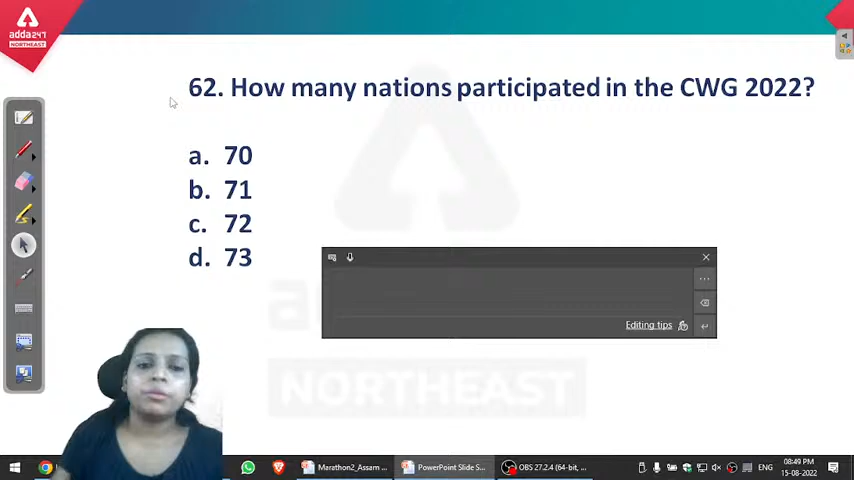 adda247
NORTHEAST
62. How many nations participated in the CWG 2022?
a. 70
b. 71
c. 72
d. 73
Editing tips
NORTHEAST
Marathon2_Assam ...
PowerPoint Slide S...
OBS 27.2.4 (64-bit, ...
ENG
08:49 PM
15-08-2022